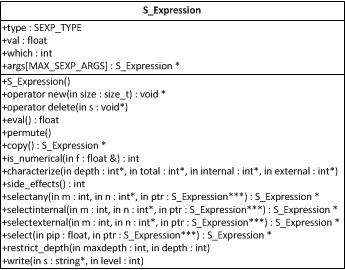 S_Expression
+type : SEXP_TYPE
+val : float
+which : int
+args[MAX_SEXP_ARGS] : S_Expression *
+S_Expression()
+operator new(in size : size_t) : void *
+operator delete(in s : void*)
+eval() : float
+permute()
+copy() : S_Expression *
+is_numerical(in f : float &) : int
+characterize(in depth : int*, in total : int*, in internal : int*, in external : int*)
+side_effects() : int
+selectany(in m : int, in n : int*, in ptr : S_Expression***) : S_Expression *
+selectinternal(in m : int, in n : int*, in ptr : S_Expression***) : S_Expression *
+selectexternal(in m : int, in n : int*, in ptr : S_Expression***) : S_Expression *
+select(in pip : float, in ptr : S_Expression***) : S_Expression *
+restrict_depth(in maxdepth : int, in depth : int)
+write(in s : string*, in level : int)